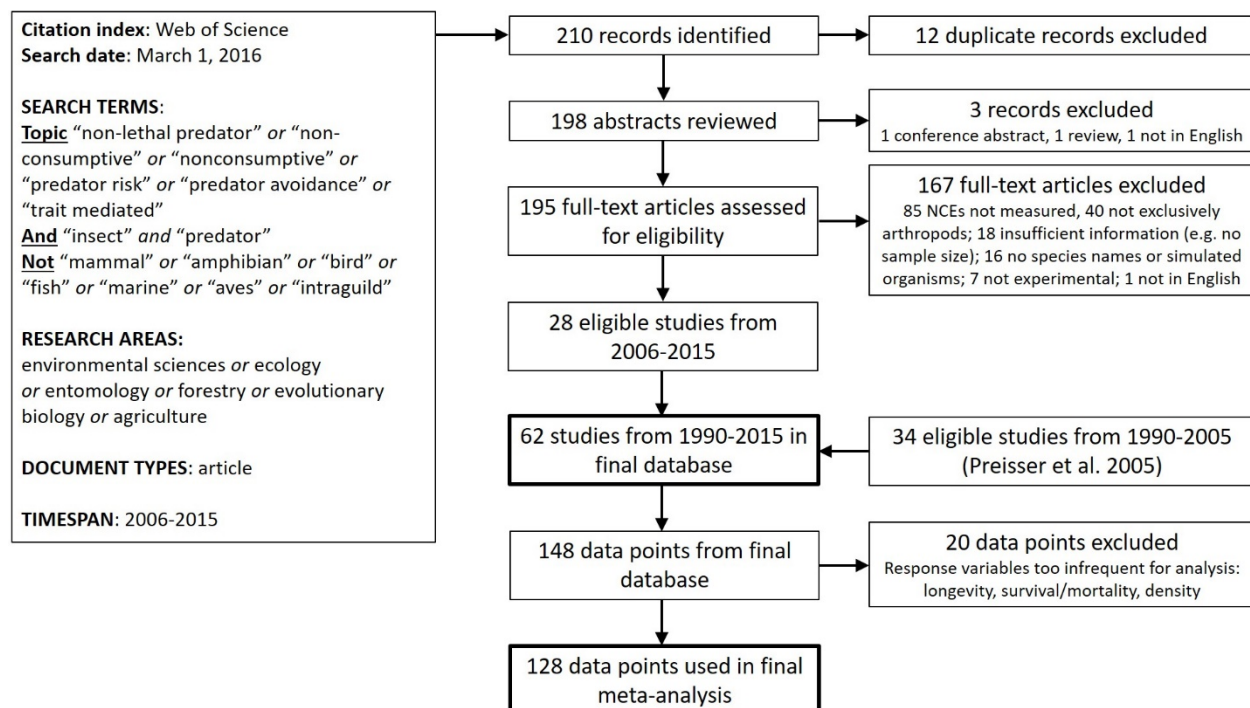 Citation index: Web of Science
Search date: March 1, 2016
SEARCH TERMS:
Topic “non-lethal predator” or “non-
consumptive” or “nonconsumptive” or
“predator risk” or “predator avoidance” or
“trait mediated”
And “insect” and “predator”
Not “mammal” or “amphibian” or “bird” or
“fish” or “marine” or “aves” or “intraguild”
RESEARCH AREAS:
environmental sciences or ecology
or entomology or forestry or evolutionary
biology or agriculture
DOCUMENT TYPES: article
TIMESPAN: 2006-2015
210 records identified
12 duplicate records excluded
198 abstracts reviewed
3 records excluded
1 conference abstract, 1 review, 1 not in English
195 full-text articles assessed
for eligibility
167 full-text articles excluded
85 NCEs not measured, 40 not exclusively
arthropods; 18 insufficient information (e.g. no
sample size); 16 no species names or simulated
organisms; 7 not experimental; 1 not in English
28 eligible studies from
2006-2015
62 studies from 1990-2015 in
final database
34 eligible studies from 1990-2005
(Preisser et al. 2005)
148 data points from final
database
20 data points excluded
Response variables too infrequent for analysis:
longevity, survival/mortality, density
128 data points used in final
meta-analysis